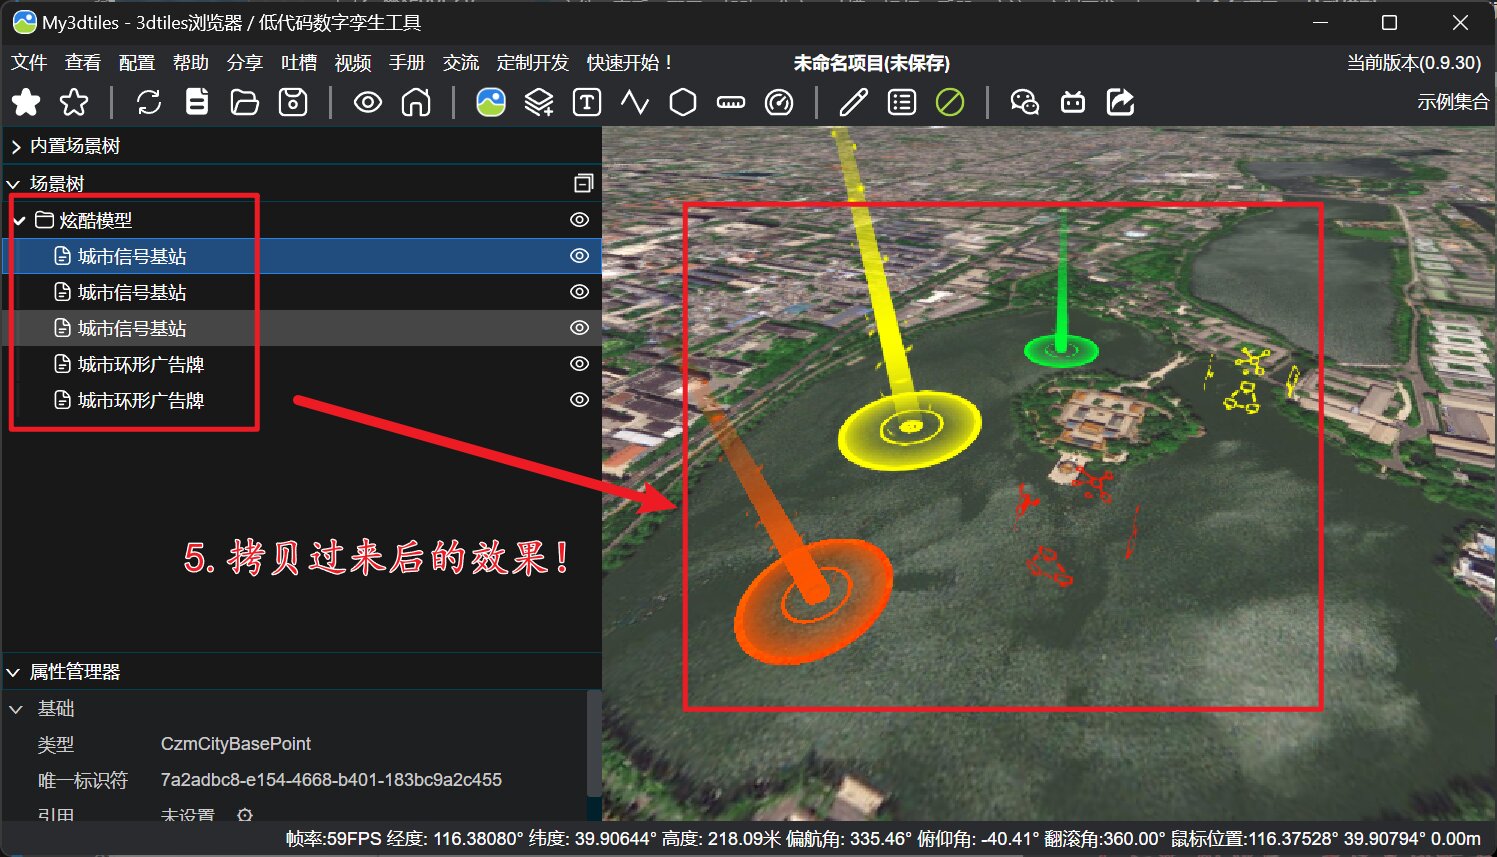 My3dtiles - 3dtiles浏览器 / 低代码数字孪生工具
文件 查看 配置 帮助 分享 吐槽 视频 手册 交流 定制开发 快速开始！ 未命名项目(未保存) 当前版本(0.9.30)
示例集合
内置场景树
场景树
炫酷模型
城市信号基站
城市信号基站
城市信号基站
城市环形广告牌
城市环形广告牌
5.拷贝过来后的效果!
属性管理器
基础
类型 CzmCityBasePoint
唯一标识符 7a2adbc8-e154-4668-b401-183bc9a2c455
引用 未设置
帧率:59FPS 经度: 116.38080° 纬度: 39.90644° 高度: 218.09米 偏航角: 335.46° 俯仰角: -40.41° 翻滚角:360.00° 鼠标位置:116.37528° 39.90794° 0.00m